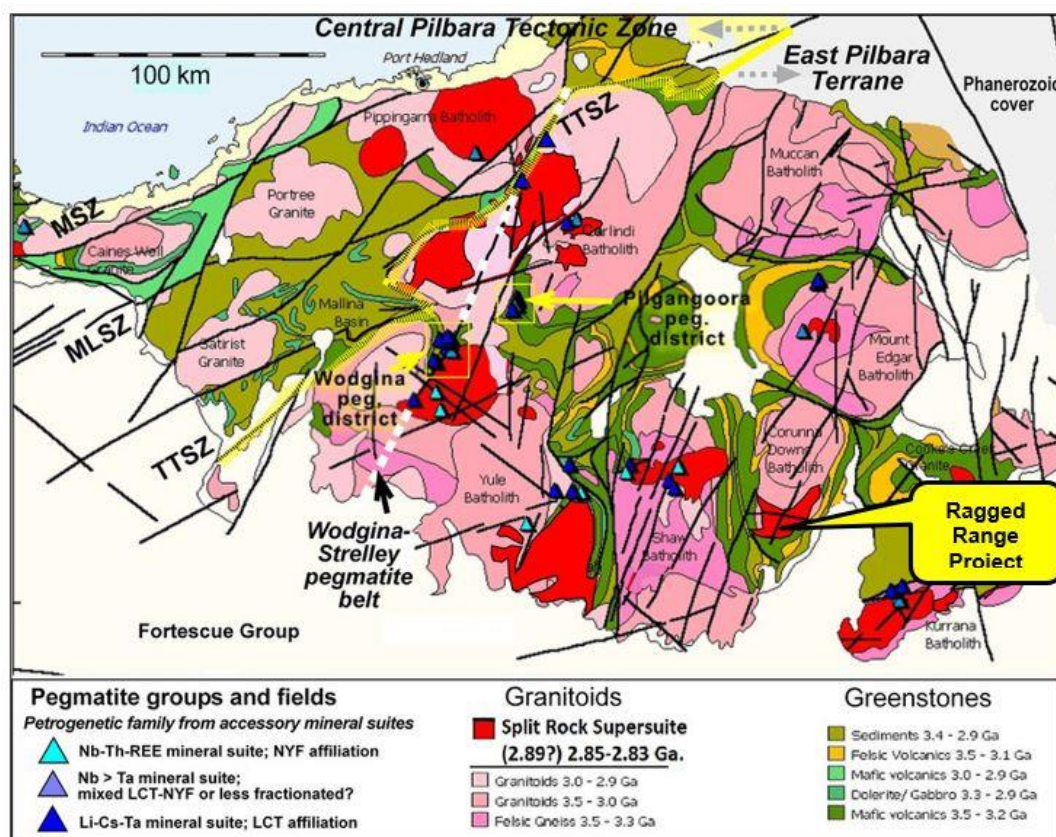 Central Pilbara Tectonic Zone
100 km
Port Hedland
East Pilbara
Terrane
Phanerozoic
cover
Indian Ocean
Pippingarra Batholith
TTSZ
Muccan
Batholith
Portree
Granite
MSZ
Caines Well
Granite
Carlindi
Batholith
Mallina
Basin
Pilgangoora
peg.
district
MLSZ
Satirist
Granite
Mount
Edgar
Batholith
Wodgina
peg.
district
TTSZ
Corunna
Downs
Batholith
Cooke's Creek
Granite
Yule
Batholith
Ragged
Range
Project
Wodgina-
Strelley
pegmatite
belt
Shaw
Batholith
Fortescue Group
Kurrana
Batholith
Pegmatite groups and fields
Petrogenetic family from accessory mineral suites
Nb-Th-REE mineral suite; NYF affiliation
Nb > Ta mineral suite;
mixed LCT-NYF or less fractionated?
Li-Cs-Ta mineral suite; LCT affiliation
Granitoids
Split Rock Supersuite
(2.89?) 2.85-2.83 Ga.
Granitoids 3.0 - 2.9 Ga
Granitoids 3.5 - 3.0 Ga
Felsic Gneiss 3.5 - 3.3 Ga
Greenstones
Sediments 3.4 - 2.9 Ga
Felsic Volcanics 3.5 - 3.1 Ga
Mafic volcanics 3.0 - 2.9 Ga
Dolerite/ Gabbro 3.3 - 2.9 Ga
Mafic volcanics 3.5 - 3.2 Ga